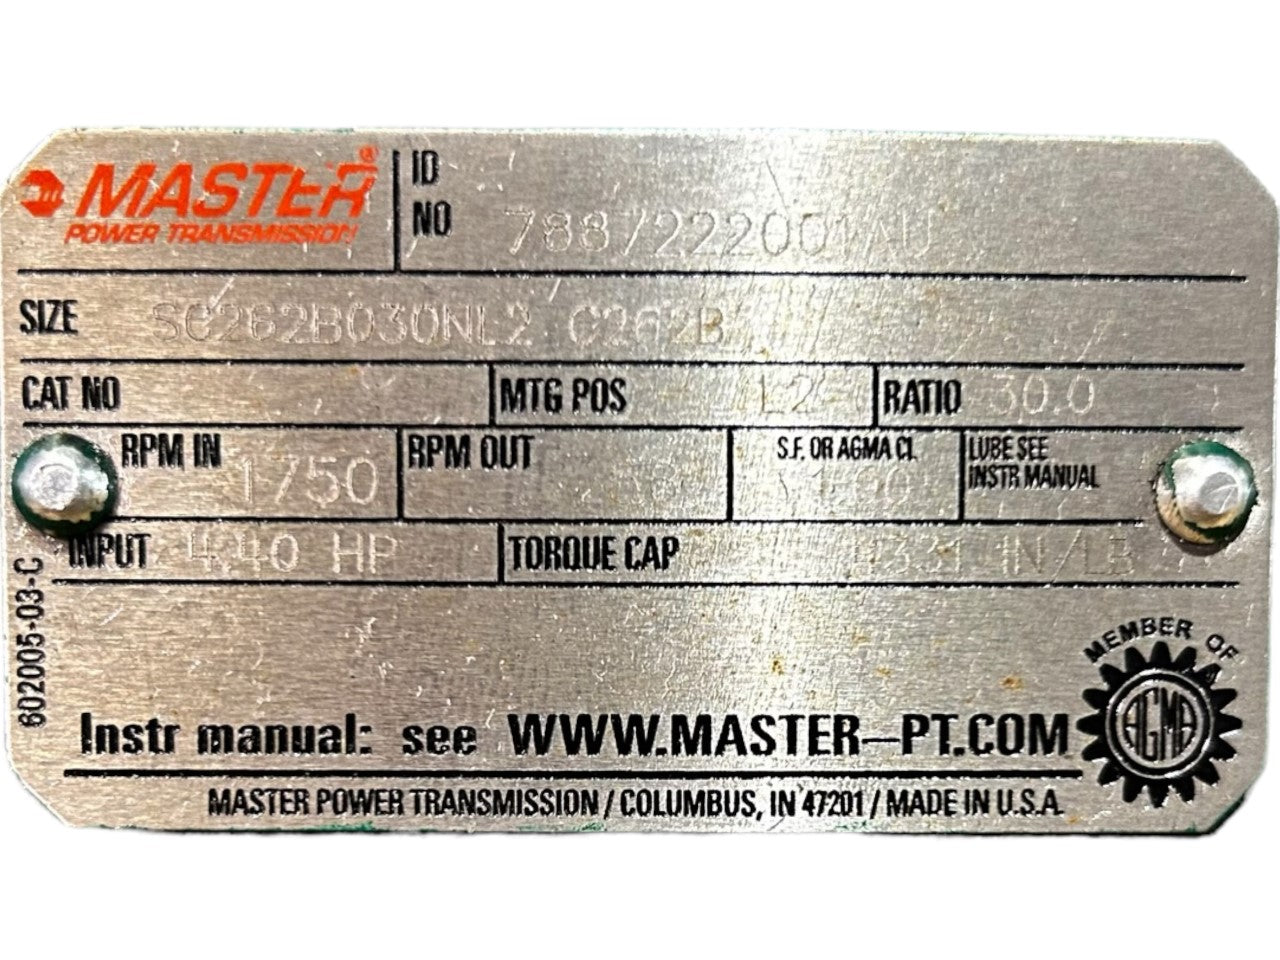 MASTER®
POWER TRANSMISSION
ID NO 7887222001AU
SIZE SC262B030NL2 C262B
CAT NO MTG POS L2 RATIO 30.0
RPM IN 1750 RPM OUT S.F. OR AGMA CL. LUBE SEE INSTR MANUAL
INPUT 4.40 HP TORQUE CAP IN/LB
602005-03-C
Instr manual: see WWW.MASTER-PT.COM
MEMBER OF AGMA
MASTER POWER TRANSMISSION / COLUMBUS, IN 47201 / MADE IN U.S.A.